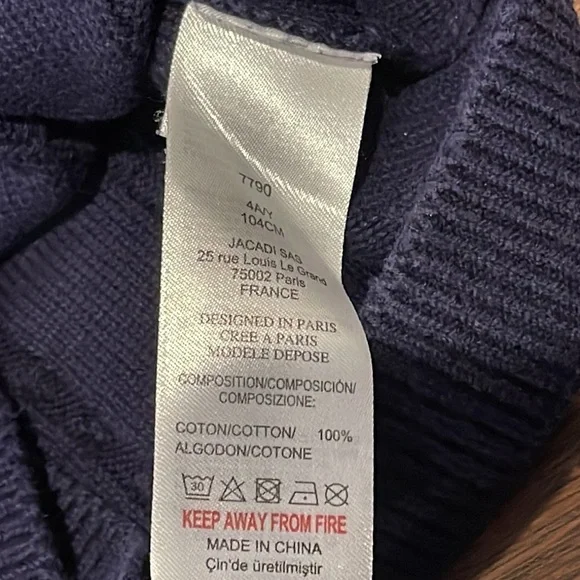 7790
4A/Y
104CM
JACADI SAS
25 rue Louis Le Grand
75002 Paris
FRANCE
DESIGNED IN PARIS
CREE A PARIS
MODELE DEPOSE
COMPOSITION/COMPOSICIÓN/
COMPOSIZIONE:
COTON/COTTON/ 100%
ALGODON/COTONE
30
KEEP AWAY FROM FIRE
MADE IN CHINA
Çin'de üretilmiştir